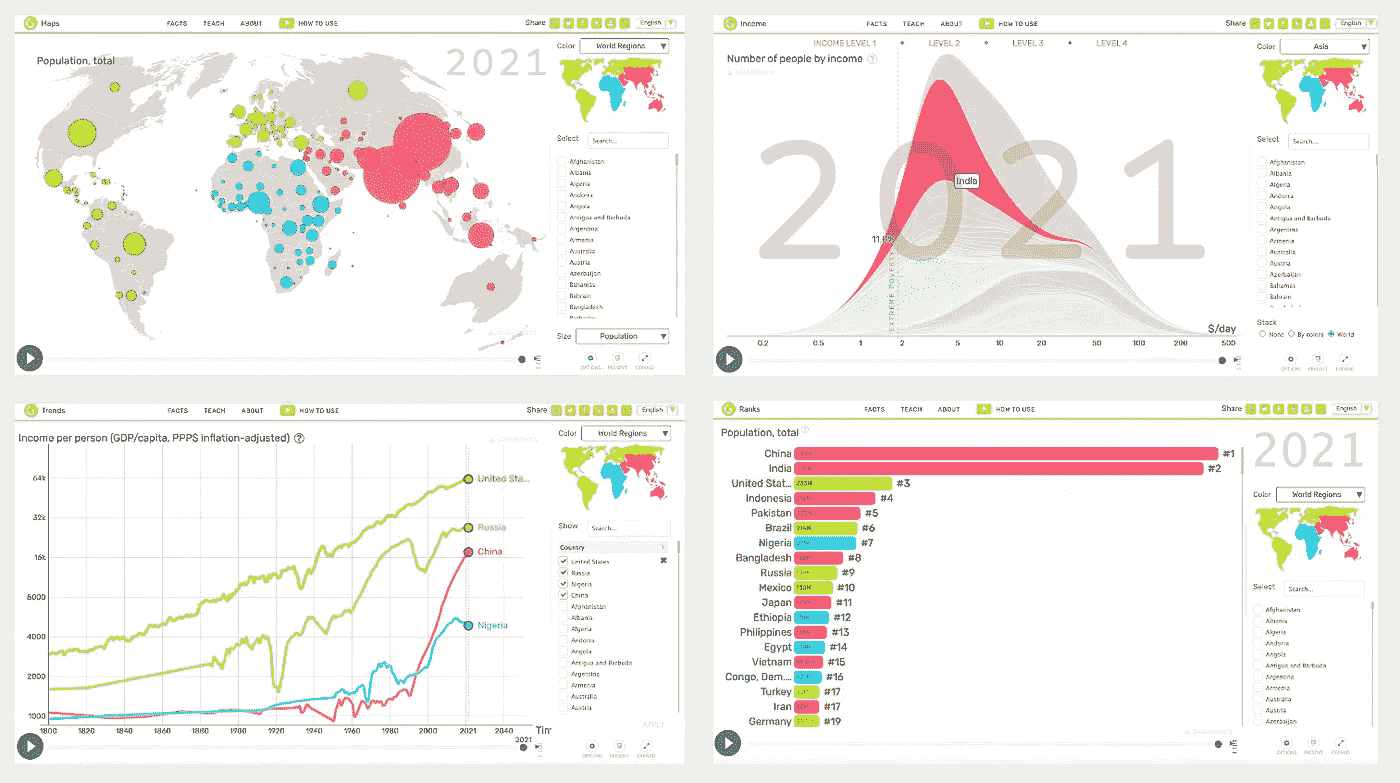 Maps
FACTS TEACH ABOUT HOW TO USE
Share English
Population, total
2021
Color World Regions
Select Search...
Afghanistan
Albania
Algeria
Andorra
Angola
Antigue and Barbuda
Argentina
Armenia
Australia
Austria
Azerbaijan
Bahamas
Bahrain
Bangladesh
Size Population
OPTIONS PRESENT EXPAND
Income
FACTS TEACH ABOUT HOW TO USE
Share English
INCOME LEVEL 1 LEVEL 2 LEVEL 3 LEVEL 4
Number of people by income ?
2021
India
EXTREME POVERTY
$/day
0.2 0.5 1 2 5 10 20 50 100 200 500
Color Asia
Select Search...
Afghanistan
Albania
Algeria
Andorra
Angola
Antigua and Barbuda
Argentina
Armenia
Australia
Austria
Azerbaijan
Bahamas
Bahrain
Stack
None By colors World
OPTIONS PRESENT EXPAND
Trends
FACTS TEACH ABOUT HOW TO USE
Share English
Income per person (GDP/capita, PPP$ inflation-adjusted) ?
64k
32k
16k
8000
4000
2000
1000
United Sta...
Russia
China
Nigeria
1800 1820 1840 1860 1880 1900 1920 1940 1960 1980 2000 2021 2040 Tim
2021
Color World Regions
Show Search...
Country
United States
Russia
Nigeria
China
Afghanistan
Albania
Algeria
Andorra
Angola
Antigua and Barbuda
Argentina
Armenia
Australia
Austria
APPLY
OPTIONS PRESENT EXPAND
Ranks
FACTS TEACH ABOUT HOW TO USE
Share English
Population, total ?
China #1
India #2
United Stat... #3
Indonesia #4
Pakistan #5
Brazil #6
Nigeria #7
Bangladesh #8
Russia #9
Mexico #10
Japan #11
Ethiopia #12
Philippines #13
Egypt #14
Vietnam #15
Congo, Dem.... #16
Turkey #17
Iran #17
Germany #19
2021
Color World Regions
Select Search...
Afghanistan
Albania
Algeria
Andorra
Angola
Antigua and Barbuda
Argentina
Armenia
Australia
Austria
Azerbaijan
OPTIONS PRESENT EXPAND